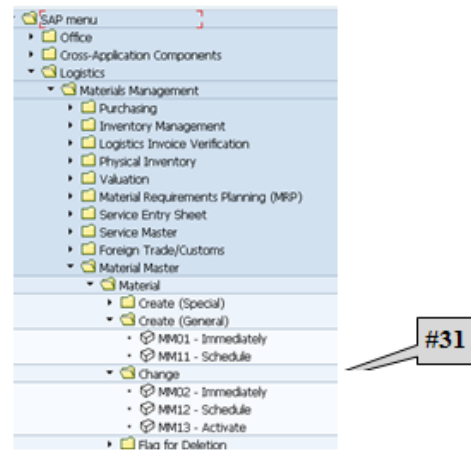 SAP menu
Office
Cross-Application Components
Logistics
Materials Management
Purchasing
Inventory Management
Logistics Invoice Verification
Physical Inventory
Valuation
Material Requirements Planning (MRP)
Service Entry Sheet
Service Master
Foreign Trade/Customs
Material Master
Material
Create (Special)
Create (General)
MM01 - Immediately
MM11 - Schedule
#31
Change
MM02 - Immediately
MM12 - Schedule
MM13 - Activate
Flag for Deletion